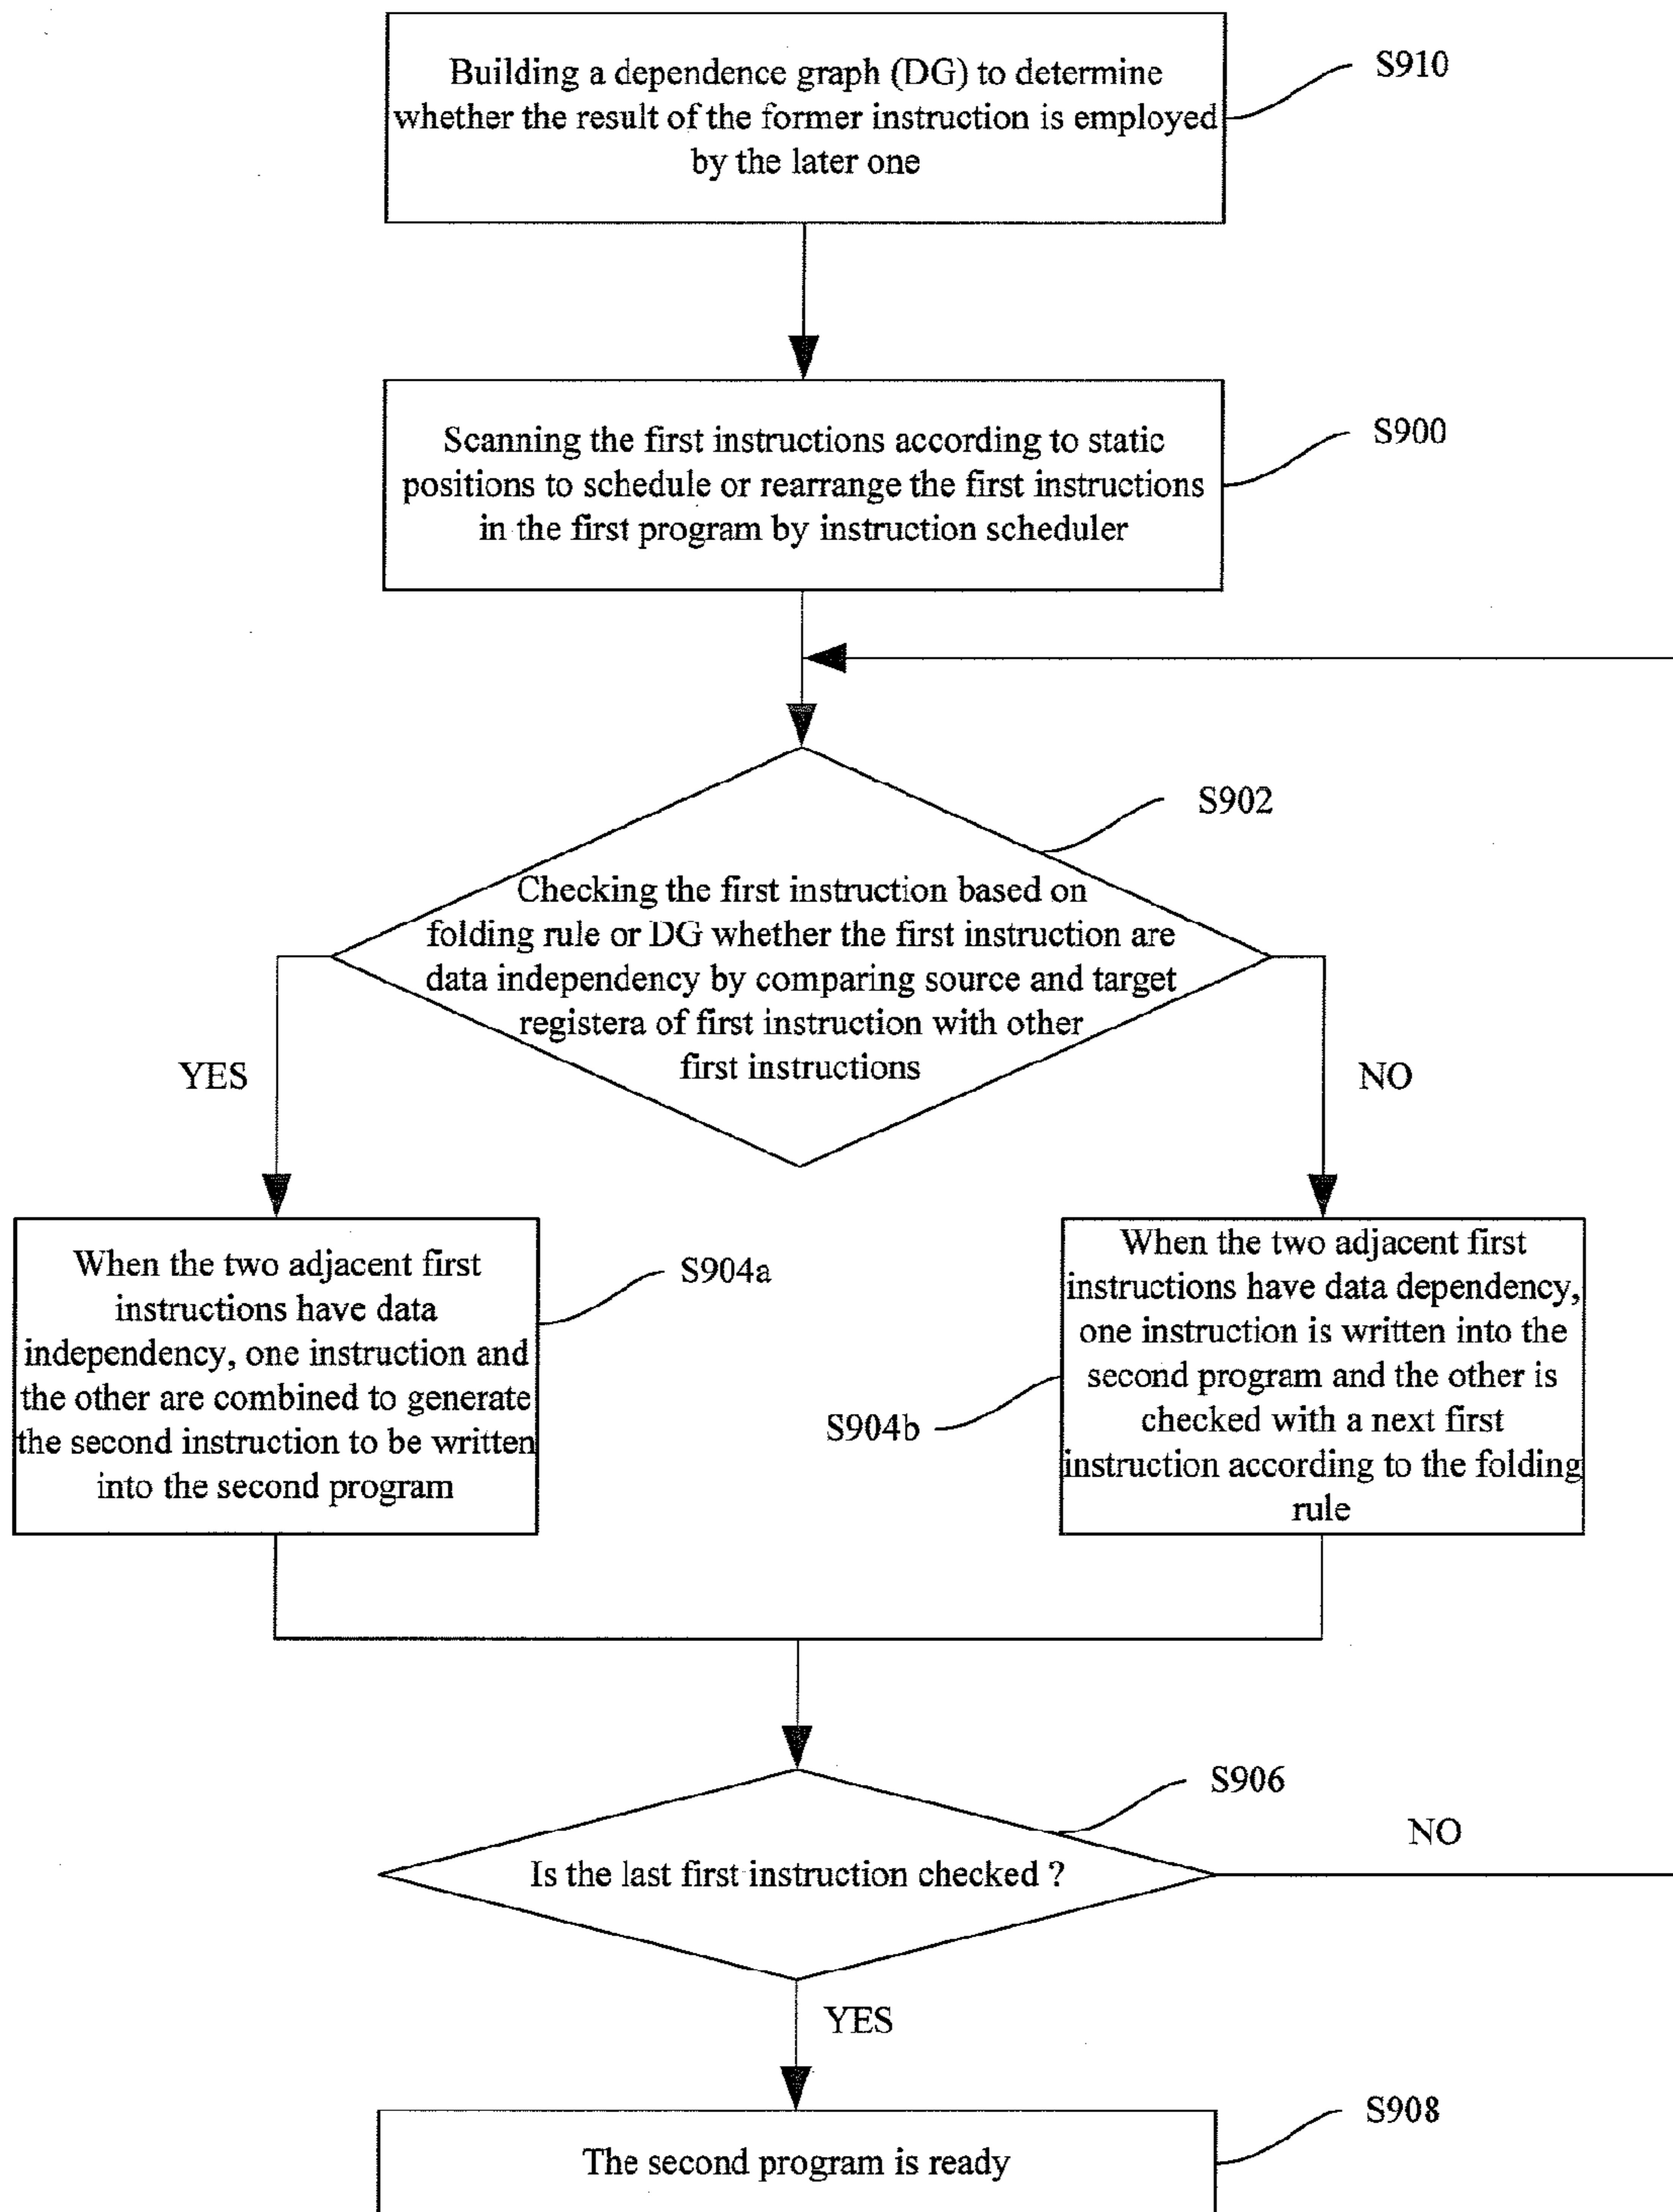 Building a dependence graph (DG) to determine
whether the result of the former instruction is employed
by the later one
S910
Scanning the first instructions according to static
positions to schedule or rearrange the first instructions
in the first program by instruction scheduler
S900
S902
Checking the first instruction based on
folding rule or DG whether the first instruction are
data independency by comparing source and target
registera of first instruction with other
first instructions
YES
NO
When the two adjacent first
instructions have data
independency, one instruction and
the other are combined to generate
the second instruction to be written
into the second program
S904a
When the two adjacent first
instructions have data dependency,
one instruction is written into the
second program and the other is
checked with a next first
instruction according to the folding
rule
S904b
S906
Is the last first instruction checked ?
NO
YES
S908
The second program is ready